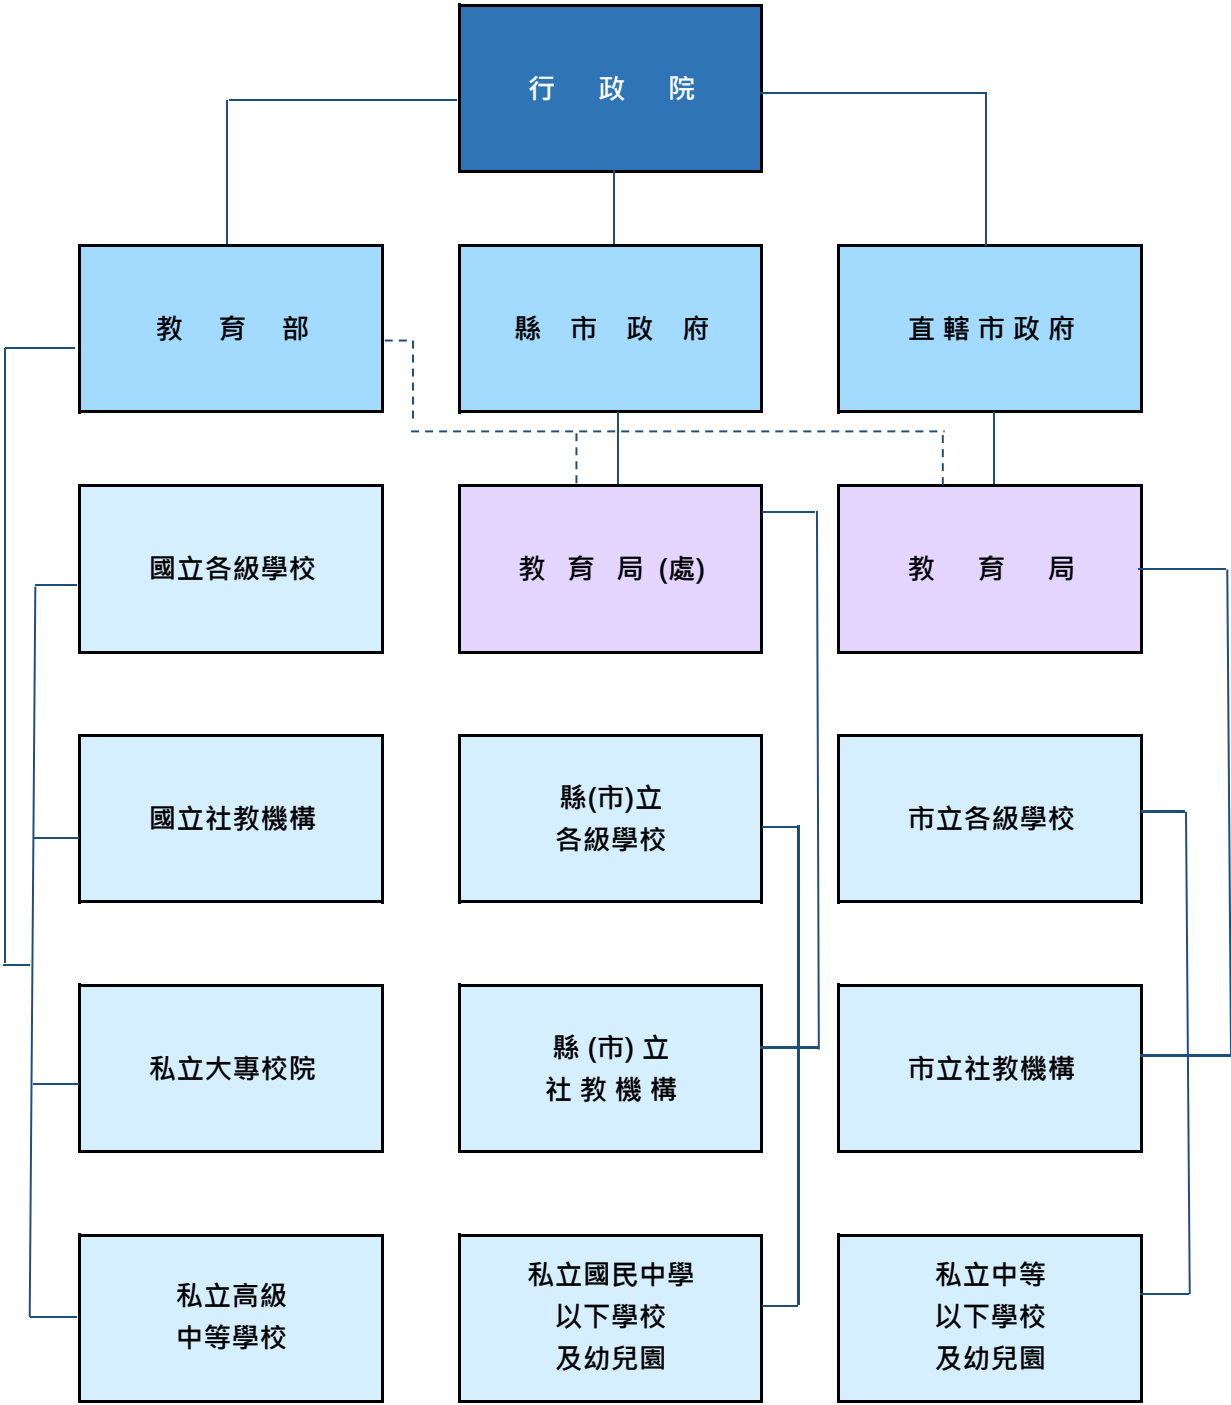 行政院
教育部
縣市政府
直轄市政府
國立各級學校
教育局(處)
教育局
國立社教機構
縣(市)立
各級學校
市立各級學校
私立大專校院
縣(市)立
社教機構
市立社教機構
私立高級
中等學校
私立國民中學
以下學校
及幼兒園
私立中等
以下學校
及幼兒園